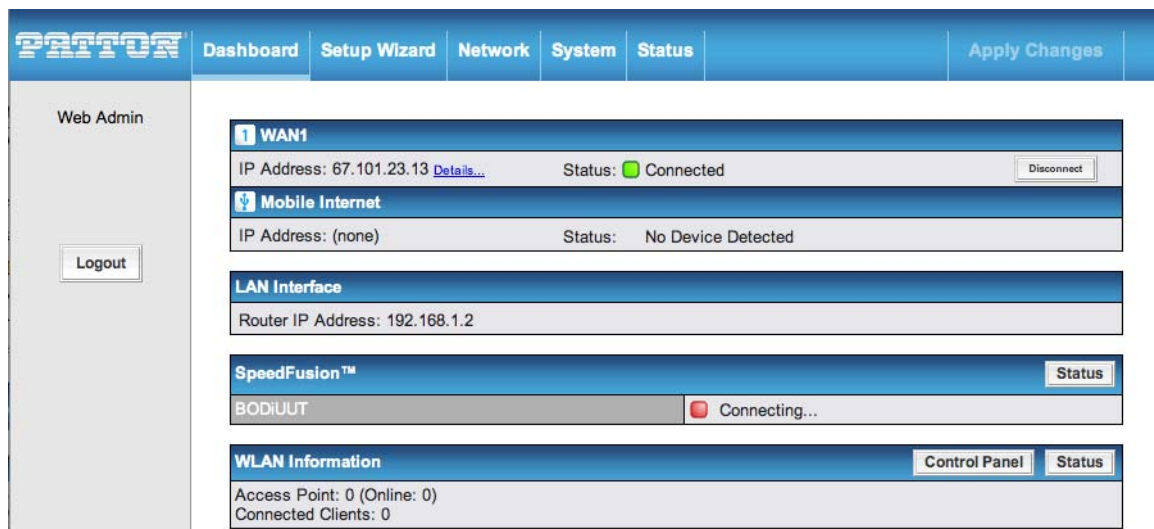 PATTON Dashboard Setup Wizard Network System Status Apply Changes
Web Admin
Logout
1 WAN1
IP Address: 67.101.23.13 Details... Status: Connected Disconnect
Mobile Internet
IP Address: (none) Status: No Device Detected
LAN Interface
Router IP Address: 192.168.1.2
SpeedFusion™ Status
BODiUUT Connecting...
WLAN Information Control Panel Status
Access Point: 0 (Online: 0)
Connected Clients: 0